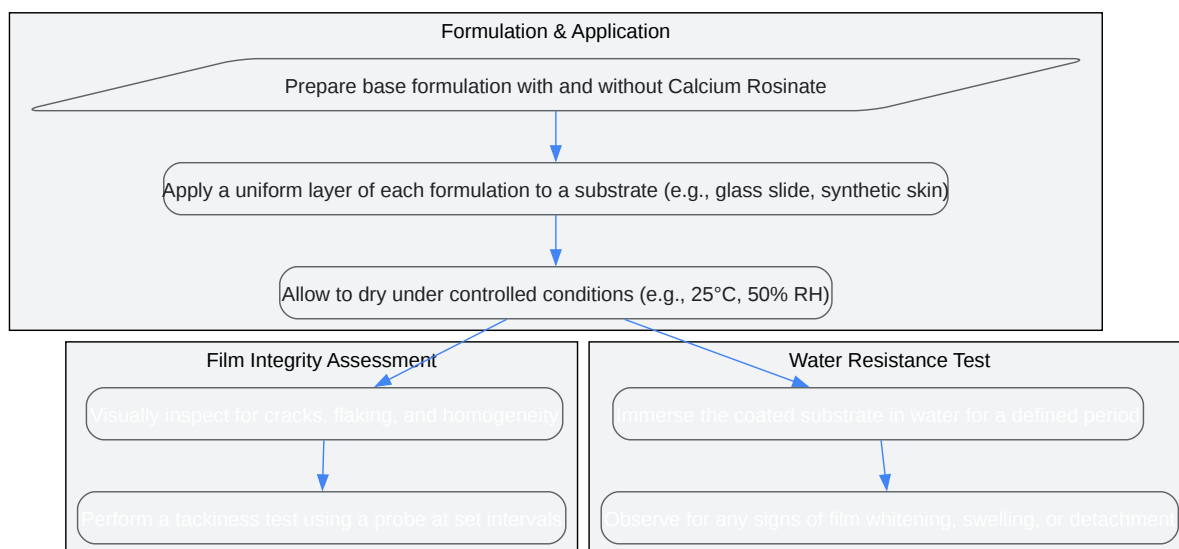 Formulation & Application
Prepare base formulation with and without Calcium Rosinate
Apply a uniform layer of each formulation to a substrate (e.g., glass slide, synthetic skin)
Allow to dry under controlled conditions (e.g., 25°C, 50% RH)
Film Integrity Assessment
Visually inspect for cracks, flaking, and homogeneity
Perform a tackiness test using a probe at set intervals
Water Resistance Test
Immerse the coated substrate in water for a defined period
Observe for any signs of film whitening, swelling, or detachment